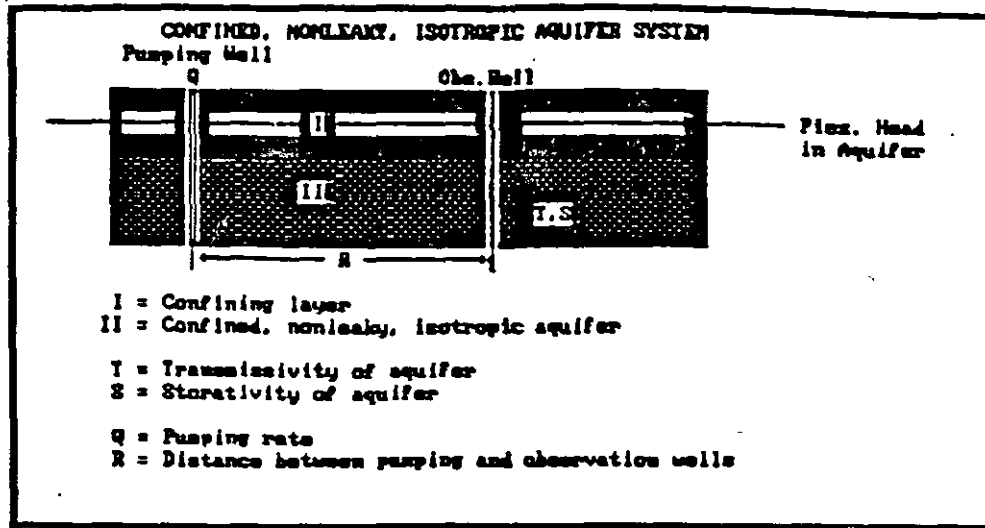 CONFINED, NONLEAKY, ISOTROPIC AQUIFER SYSTEM
Pumping Well
Q
Obs. Well
I
Piez. Head
in Aquifer
II
T,S
R
I = Confining layer
II = Confined, nonleaky, isotropic aquifer
T = Transmissivity of aquifer
S = Storativity of aquifer
Q = Pumping rate
R = Distance between pumping and observation wells